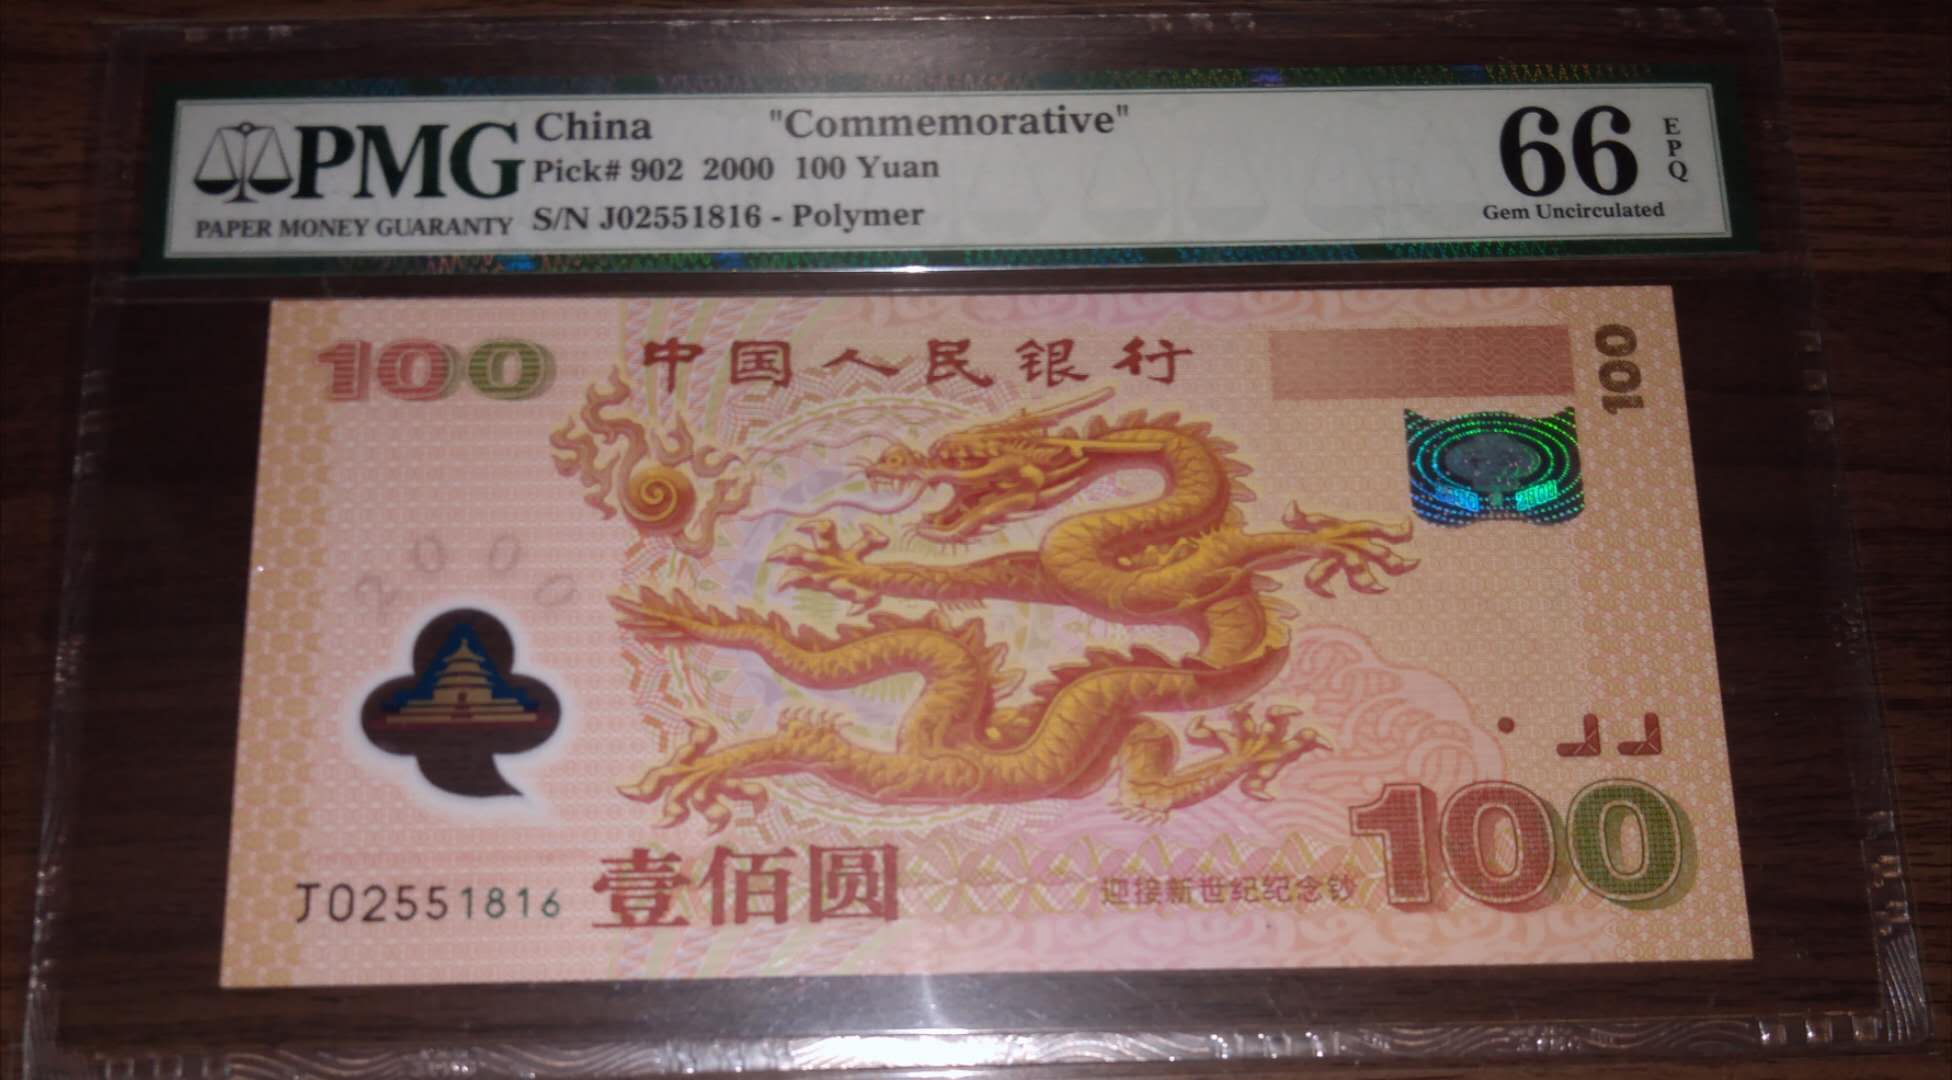 PMG
PAPER MONEY GUARANTY
China "Commemorative"
Pick# 902 2000 100 Yuan
S/N J02551816 - Polymer
66
EPQ
Gem Uncirculated
100
中国人民银行
100
2000
J02551816
壹佰圆
迎接新世纪纪念钞
100